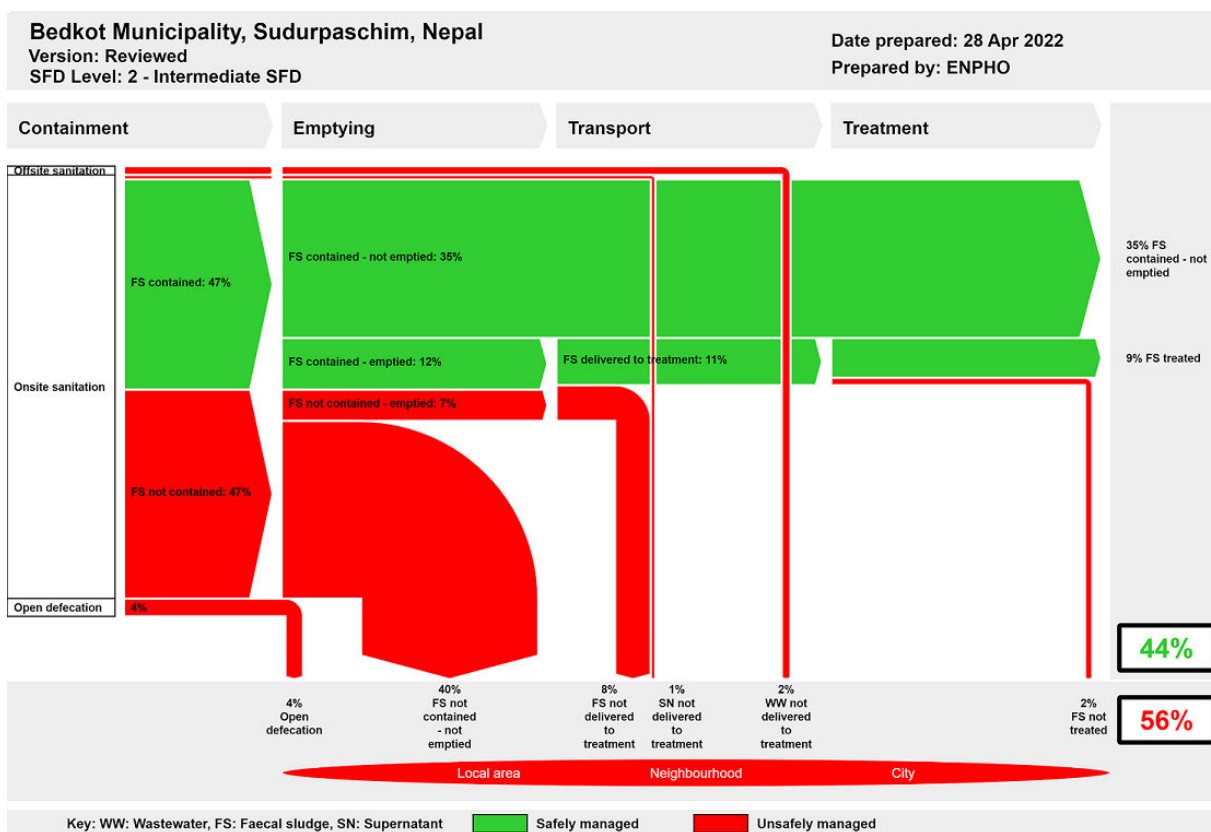 Bedkot Municipality, Sudurpaschim, Nepal
Version: Reviewed
SFD Level: 2 - Intermediate SFD
Date prepared: 28 Apr 2022
Prepared by: ENPHO
Containment
Emptying
Transport
Treatment
Offsite sanitation
Onsite sanitation
Open defecation
FS contained: 47%
FS not contained: 47%
4%
FS contained - not emptied: 35%
FS contained - emptied: 12%
FS not contained - emptied: 7%
FS delivered to treatment: 11%
35% FS
contained - not
emptied
9% FS treated
44%
56%
4%
Open
defecation
40%
FS not
contained
- not
emptied
8%
FS not
delivered
to
treatment
1%
SN not
delivered
to
treatment
2%
WW not
delivered
to
treatment
2%
FS not
treated
Local area
Neighbourhood
City
Key: WW: Wastewater, FS: Faecal sludge, SN: Supernatant
Safely managed
Unsafely managed